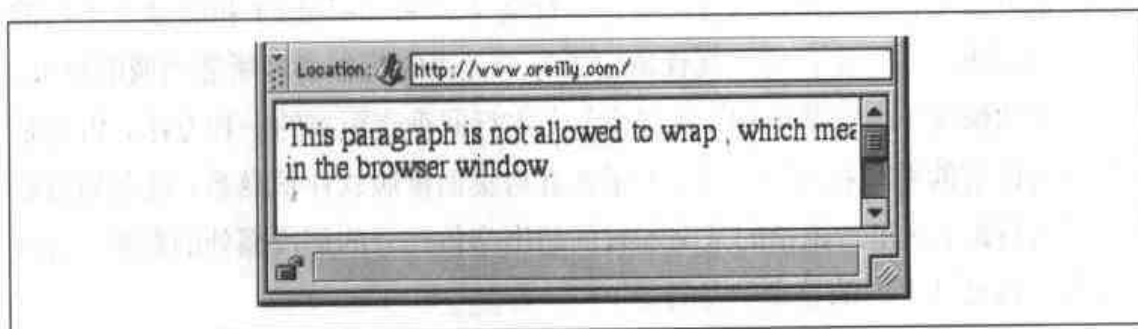 Location: http://www.oreilly.com/
This paragraph is not allowed to wrap , which mea
in the browser window.